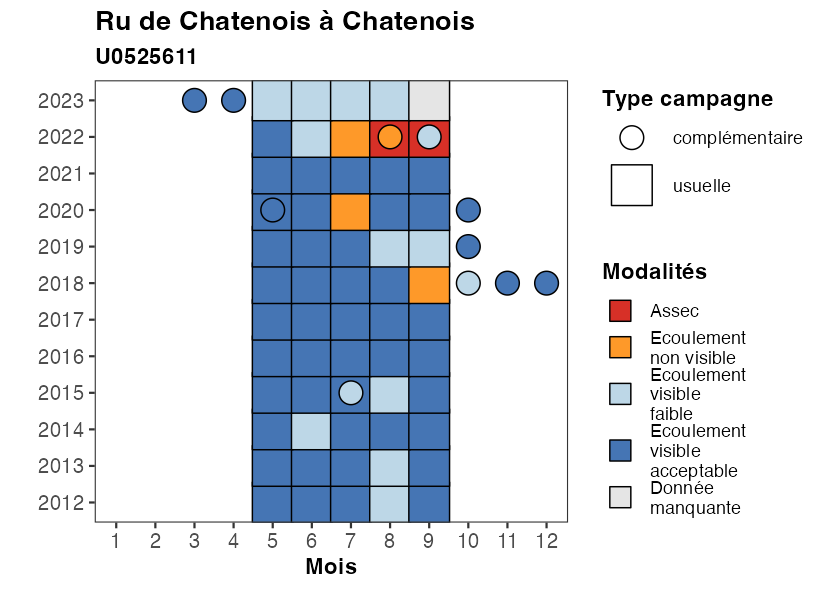 Ru de Chatenois à Chatenois
U0525611
2023
2022
2021
2020
2019
2018
2017
2016
2015
2014
2013
2012
1 2 3 4 5 6 7 8 9 10 11 12
Mois
Type campagne
complémentaire
usuelle
Modalités
Assec
Ecoulement
non visible
Ecoulement
visible
faible
Ecoulement
visible
acceptable
Donnée
manquante